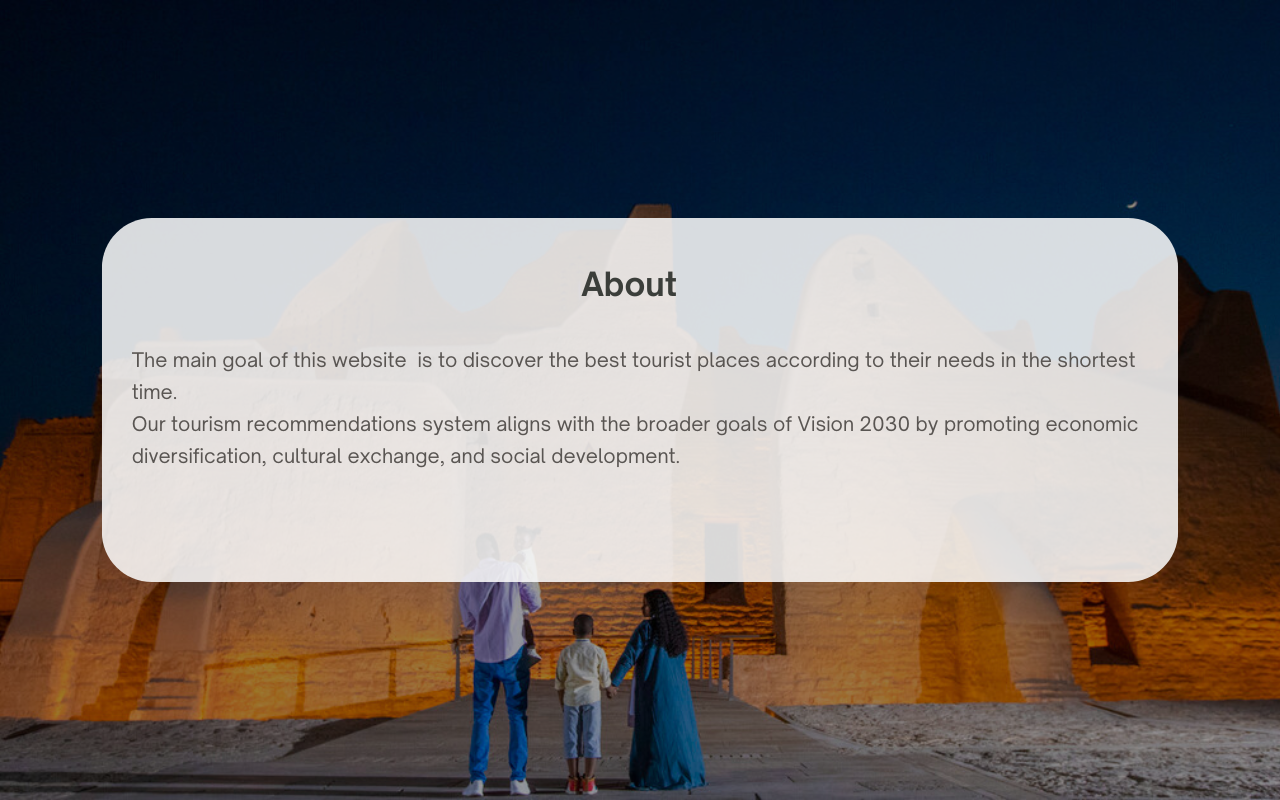 About
The main goal of this website  is to discover the best tourist places according to their needs in the shortest
time.
Our tourism recommendations system aligns with the broader goals of Vision 2030 by promoting economic
diversification, cultural exchange, and social development.